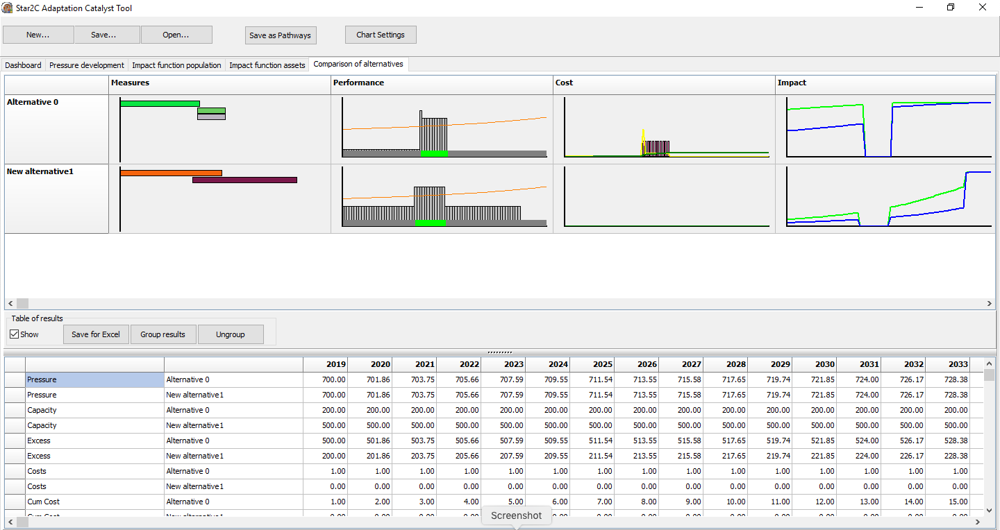 Star2C Adaptation Catalyst Tool
New... Save... Open... Save as Pathways Chart Settings
Dashboard Pressure development Impact function population Impact function assets Comparison of alternatives
Measures Performance Cost Impact
Alternative 0
New alternative1
Table of results
Show Save for Excel Group results Ungroup
2019 2020 2021 2022 2023 2024 2025 2026 2027 2028 2029 2030 2031 2032 2033
Pressure Alternative 0 700.00 701.86 703.75 705.66 707.59 709.55 711.54 713.55 715.58 717.65 719.74 721.85 724.00 726.17 728.38
Pressure New alternative1 700.00 701.86 703.75 705.66 707.59 709.55 711.54 713.55 715.58 717.65 719.74 721.85 724.00 726.17 728.38
Capacity Alternative 0 200.00 200.00 200.00 200.00 200.00 200.00 200.00 200.00 200.00 200.00 200.00 200.00 200.00 200.00 200.00
Capacity New alternative1 500.00 500.00 500.00 500.00 500.00 500.00 500.00 500.00 500.00 500.00 500.00 500.00 500.00 500.00 500.00
Excess Alternative 0 500.00 501.86 503.75 505.66 507.59 509.55 511.54 513.55 515.58 517.65 519.74 521.85 524.00 526.17 528.38
Excess New alternative1 200.00 201.86 203.75 205.66 207.59 209.55 211.54 213.55 215.58 217.65 219.74 221.85 224.00 226.17 228.38
Costs Alternative 0 1.00 1.00 1.00 1.00 1.00 1.00 1.00 1.00 1.00 1.00 1.00 1.00 1.00 1.00 1.00
Costs New alternative1 0.00 0.00 0.00 0.00 0.00 0.00 0.00 0.00 0.00 0.00 0.00 0.00 0.00 0.00 0.00
Cum Cost Alternative 0 1.00 2.00 3.00 4.00 5.00 6.00 7.00 8.00 9.00 10.00 11.00 12.00 13.00 14.00 15.00
Cum Cost New alternative1
Screenshot